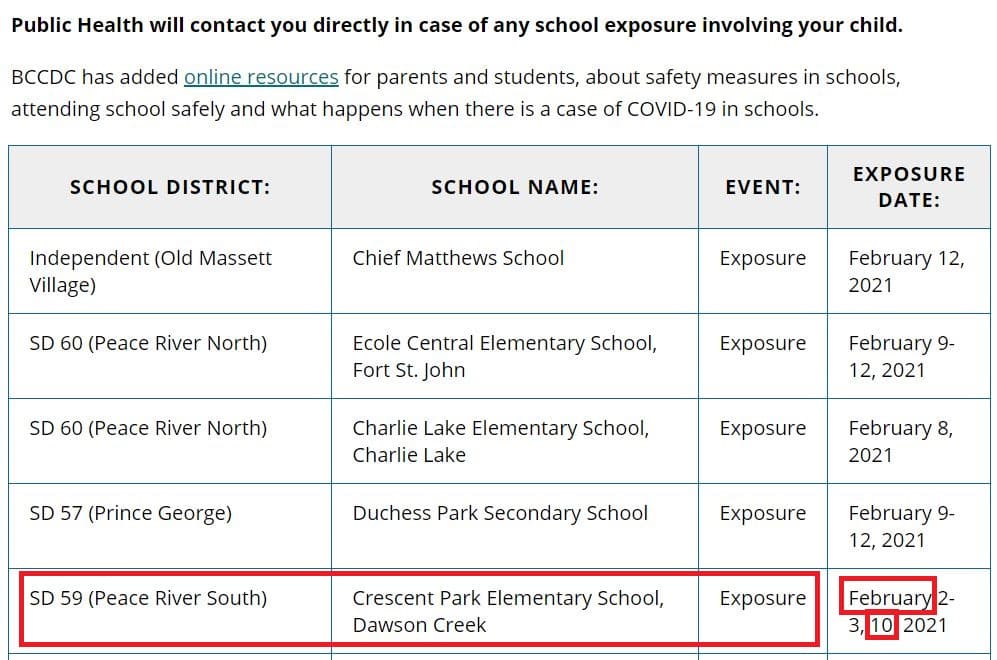 Public Health will contact you directly in case of any school exposure involving your child.
BCCDC has added online resources for parents and students, about safety measures in schools,
attending school safely and what happens when there is a case of COVID-19 in schools.
SCHOOL DISTRICT:
SCHOOL NAME:
EVENT:
EXPOSURE
DATE:
Independent (Old Massett
Village)
Chief Matthews School
Exposure
February 12,
2021
SD 60 (Peace River North)
Ecole Central Elementary School,
Fort St. John
Exposure
February 9-
12, 2021
SD 60 (Peace River North)
Charlie Lake Elementary School,
Charlie Lake
Exposure
February 8,
2021
SD 57 (Prince George)
Duchess Park Secondary School
Exposure
February 9-
12, 2021
SD 59 (Peace River South)
Crescent Park Elementary School,
Dawson Creek
Exposure
February 2-
3, 10, 2021